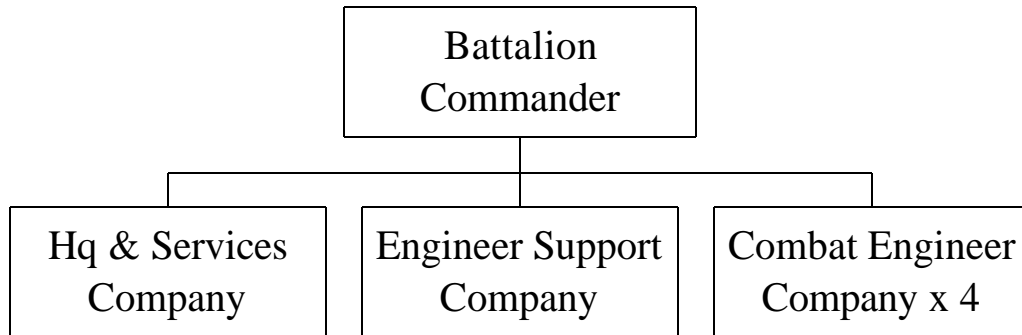 Battalion
Commander
Hq & Services
Company
Engineer Support
Company
Combat Engineer
Company x 4